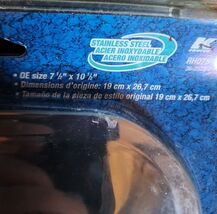 STAINLESS STEEL
ACIER INOXYDABLE
ACERO INOXIDABLE
K
• OE size 7 ½" x 10 ½"
• Dimensions d'origine: 19 cm x 26,7 cm
• Tamaño de la pieza de estilo original 19 cm x 26,7 cm